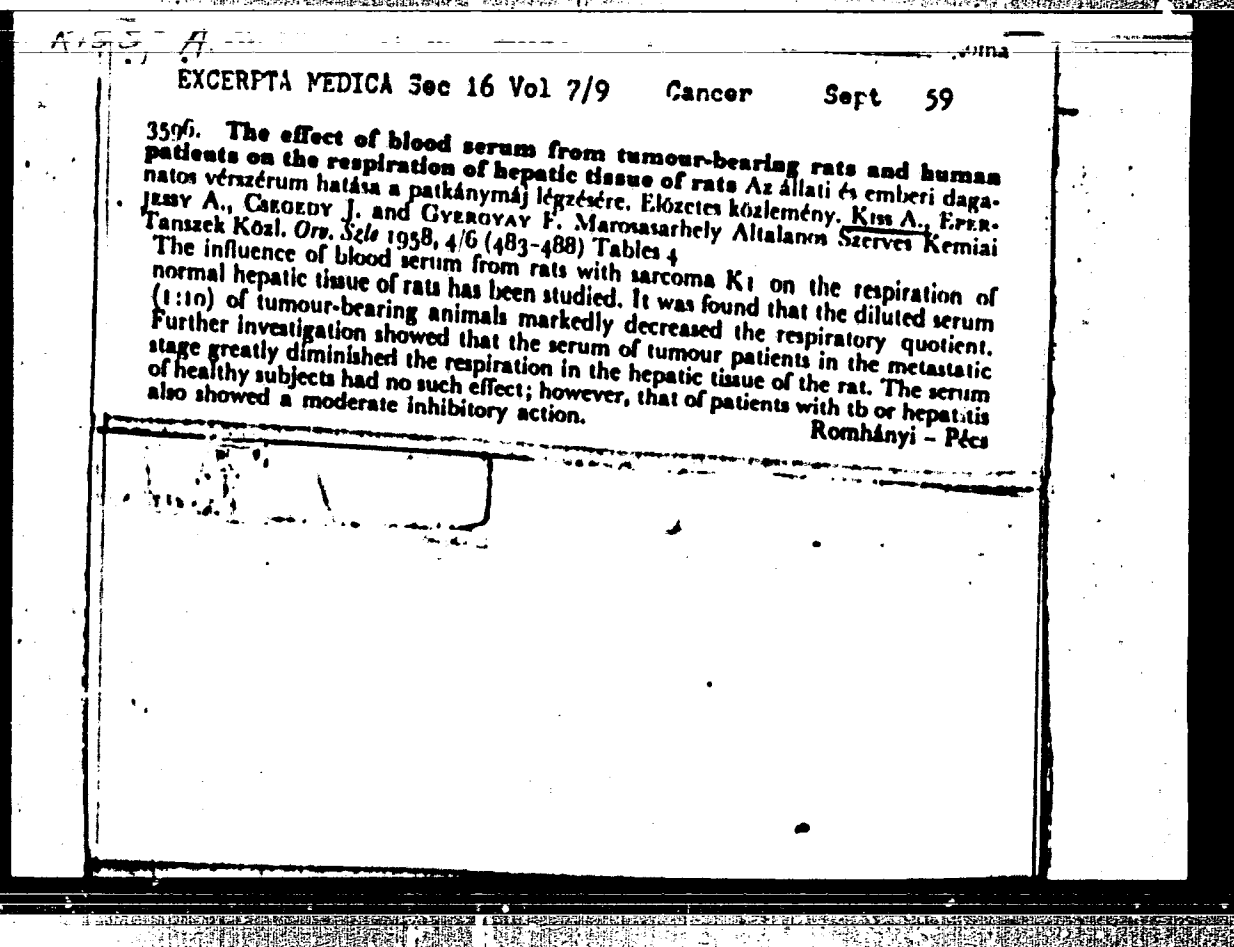 KISS, A.
EXCERPTA MEDICA Sec 16 Vol 7/9 Cancer Sept 59
3596. The effect of blood serum from tumour-bearing rats and human
patients on the respiration of hepatic tissue of rats Az állati és emberi daga-
natos vérszérum hatása a patkánymáj légzésére. Előzetes közlemény. KISS A., EPER-
JESSY A., CSEGEDY J. and GYERGYAY F. Marosasarhely Altalanos Szerves Kemiai
Tanszek Közl. Orv. Szle 1958, 4/6 (483-488) Tables 4
The influence of blood serum from rats with sarcoma K1 on the respiration of
normal hepatic tissue of rats has been studied. It was found that the diluted serum
(1:10) of tumour-bearing animals markedly decreased the respiratory quotient.
Further investigation showed that the serum of tumour patients in the metastatic
stage greatly diminished the respiration in the hepatic tissue of the rat. The serum
of healthy subjects had no such effect; however, that of patients with tb or hepatitis
also showed a moderate inhibitory action.
Romhányi – Pécs